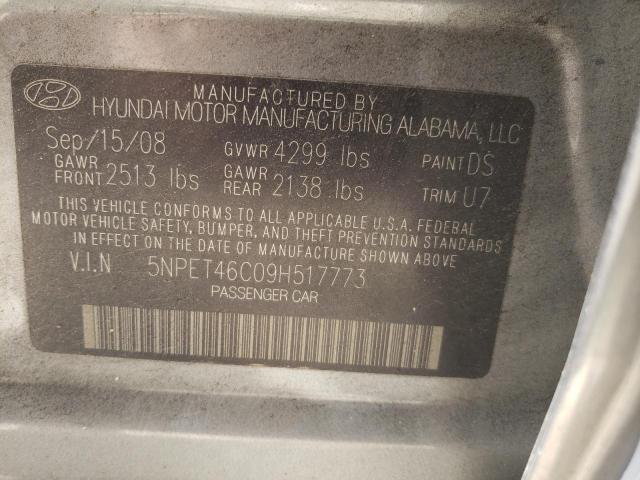 MANUFACTURED BY
HYUNDAI MOTOR MANUFACTURING ALABAMA, LLC
Sep/15/08 GVWR 4299 lbs PAINT DS
GAWR FRONT 2513 lbs GAWR REAR 2138 lbs TRIM U7
THIS VEHICLE CONFORMS TO ALL APPLICABLE U.S.A. FEDERAL
MOTOR VEHICLE SAFETY, BUMPER, AND THEFT PREVENTION STANDARDS
IN EFFECT ON THE DATE OF MANUFACTURE SHOWN ABOVE.
V.I.N 5NPET46C09H517773
PASSENGER CAR